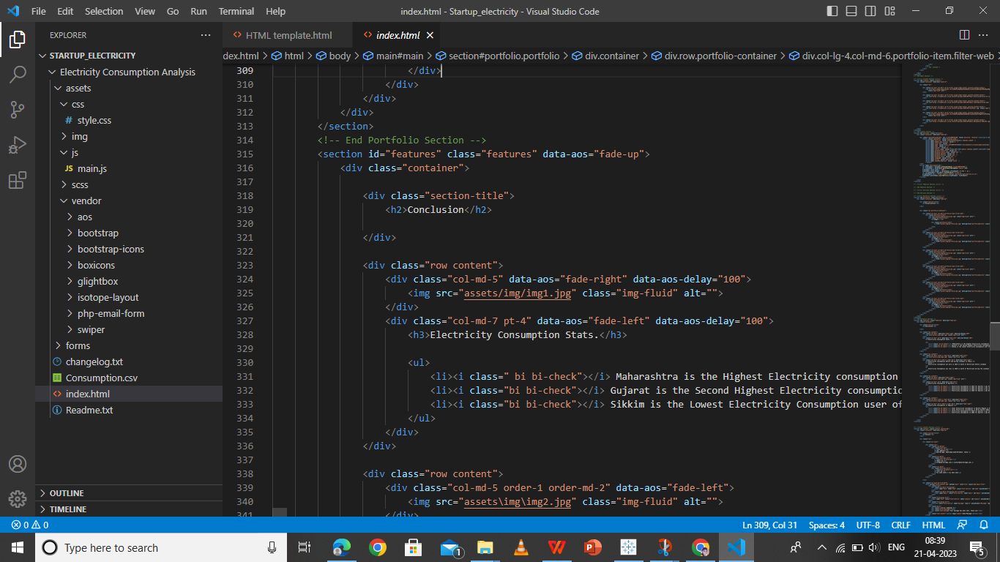 File Edit Selection View Go Run Terminal Help index.html - Startup_electricity - Visual Studio Code
EXPLORER
STARTUP_ELECTRICITY
Electricity Consumption Analysis
assets
css
style.css
img
js
JS main.js
scss
vendor
aos
bootstrap
bootstrap-icons
boxicons
glightbox
isotope-layout
php-email-form
swiper
forms
changelog.txt
Consumption.csv
index.html
Readme.txt
OUTLINE
TIMELINE
HTML template.html index.html
dex.html > html > body > main#main > section#portfolio.portfolio > div.container > div.row.portfolio-container > div.col-lg-4.col-md-6.portfolio-item.filter-web
309 </div>
310 </div>
311 </div>
312 </div>
313 </section>
314 <!-- End Portfolio Section -->
315 <section id="features" class="features" data-aos="fade-up">
316 <div class="container">
317
318 <div class="section-title">
319 <h2>Conclusion</h2>
320
321 </div>
322
323 <div class="row content">
324 <div class="col-md-5" data-aos="fade-right" data-aos-delay="100">
325 <img src="assets/img/img1.jpg" class="img-fluid" alt="">
326 </div>
327 <div class="col-md-7 pt-4" data-aos="fade-left" data-aos-delay="100">
328 <h3>Electricity Consumption Stats.</h3>
329
330 <ul>
331 <li><i class=" bi bi-check"></i> Maharashtra is the Highest Electricity consumption
332 <li><i class="bi bi-check"></i> Gujarat is the Second Highest Electricity consumptic
333 <li><i class="bi bi-check"></i> Sikkim is the Lowest Electricity Consumption user of
334 </ul>
335 </div>
336 </div>
337
338 <div class="row content">
339 <div class="col-md-5 order-1 order-md-2" data-aos="fade-left">
340 <img src="assets\img\img2.jpg" class="img-fluid" alt="">
341 </div>
0 0 Ln 309, Col 31 Spaces: 4 UTF-8 CRLF HTML
Type here to search
1
ENG
08:39
21-04-2023
5